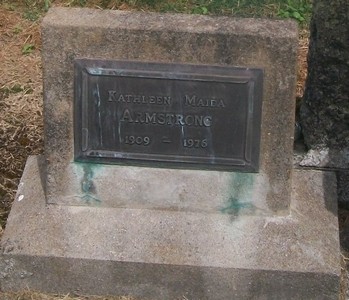 KATHLEEN MAIDA
ARMSTRONG
1909 - 1976